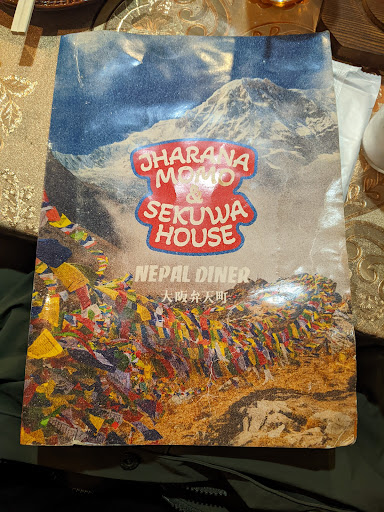 JHARANA
MOMO
&
SEKUWA
HOUSE
NEPAL DINER
大阪弁天町